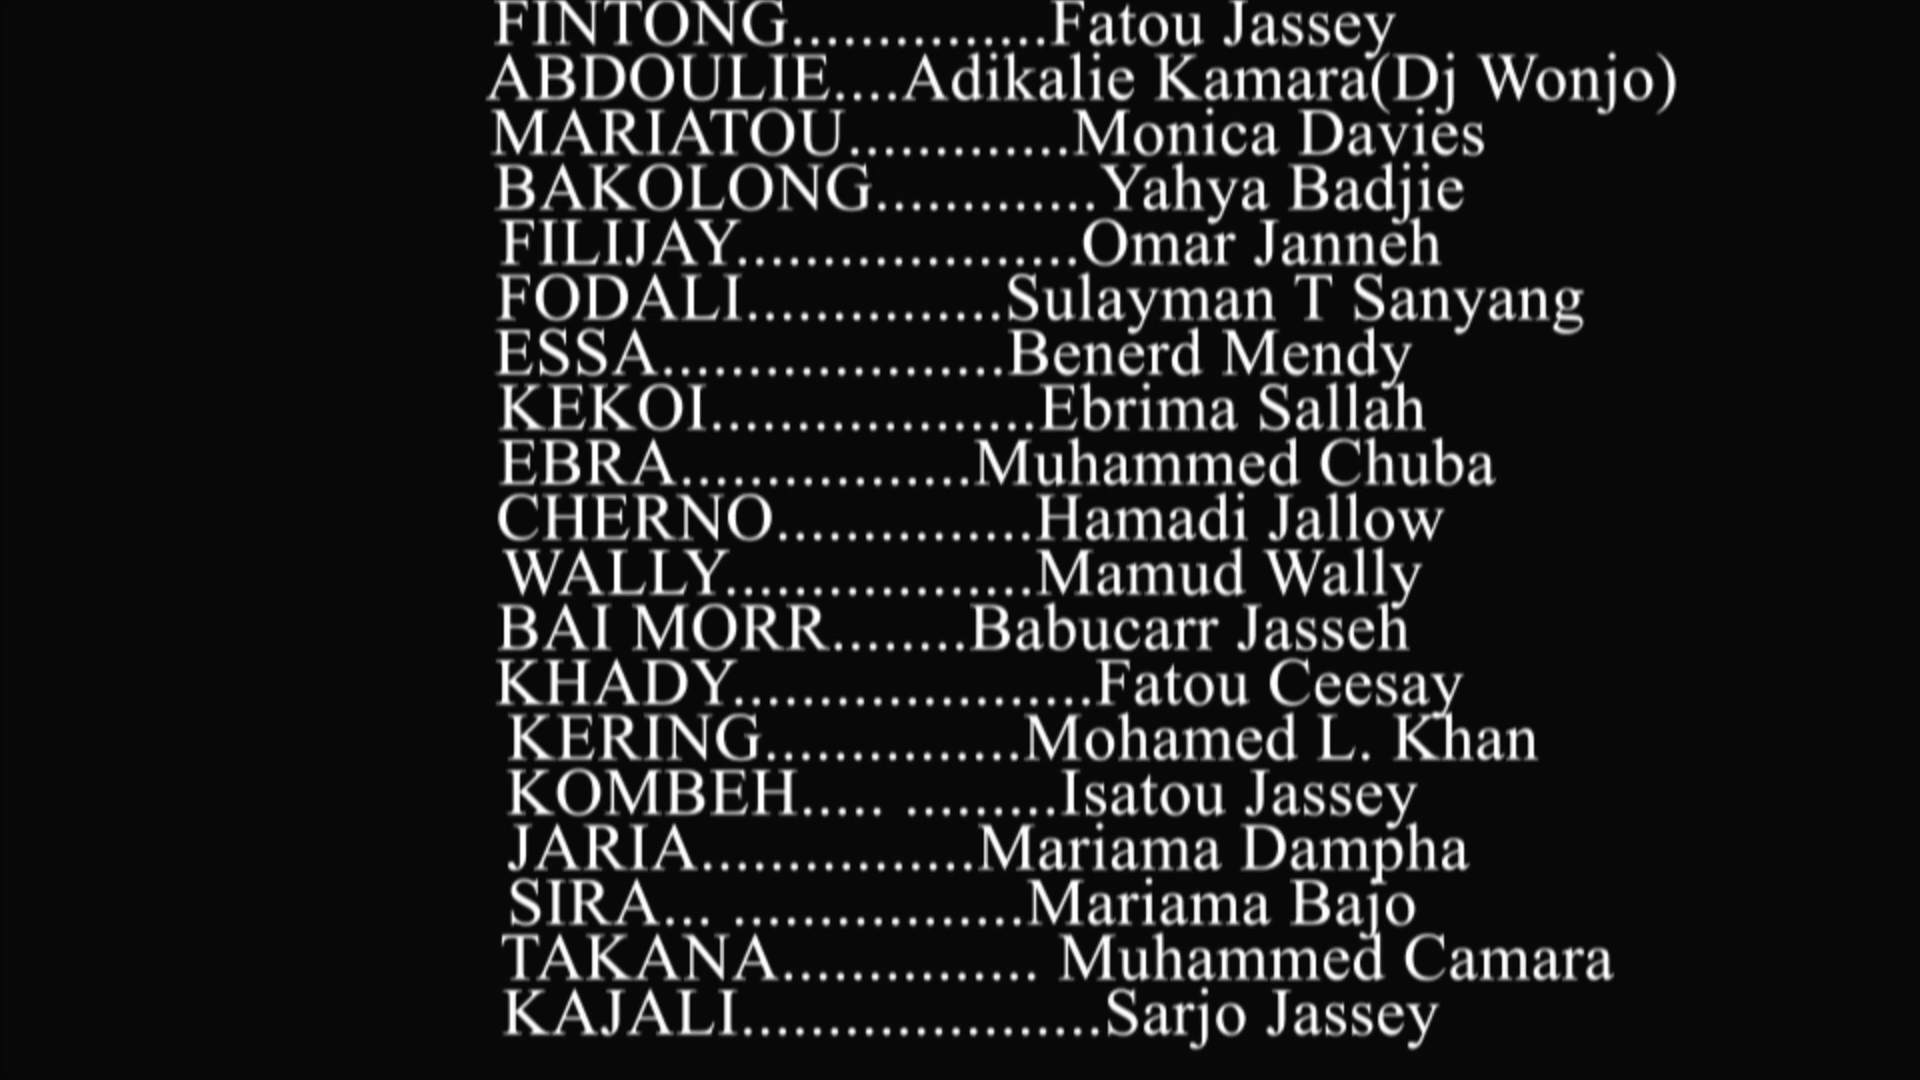 FINTONG...............Fatou Jassey
ABDOULIE....Adikalie Kamara(Dj Wonjo)
MARIATOU.............Monica Davies
BAKOLONG.............Yahya Badjie
FILIJAY....................Omar Janneh
FODALI...............Sulayman T Sanyang
ESSA....................Benerd Mendy
KEKOI...................Ebrima Sallah
EBRA.................Muhammed Chuba
CHERNO...............Hamadi Jallow
WALLY..................Mamud Wally
BAI MORR........Babucarr Jasseh
KHADY.....................Fatou Ceesay
KERING...............Mohamed L. Khan
KOMBEH..... .........Isatou Jassey
JARIA................Mariama Dampha
SIRA... .................Mariama Bajo
TAKANA............... Muhammed Camara
KAJALI.....................Sarjo Jassey